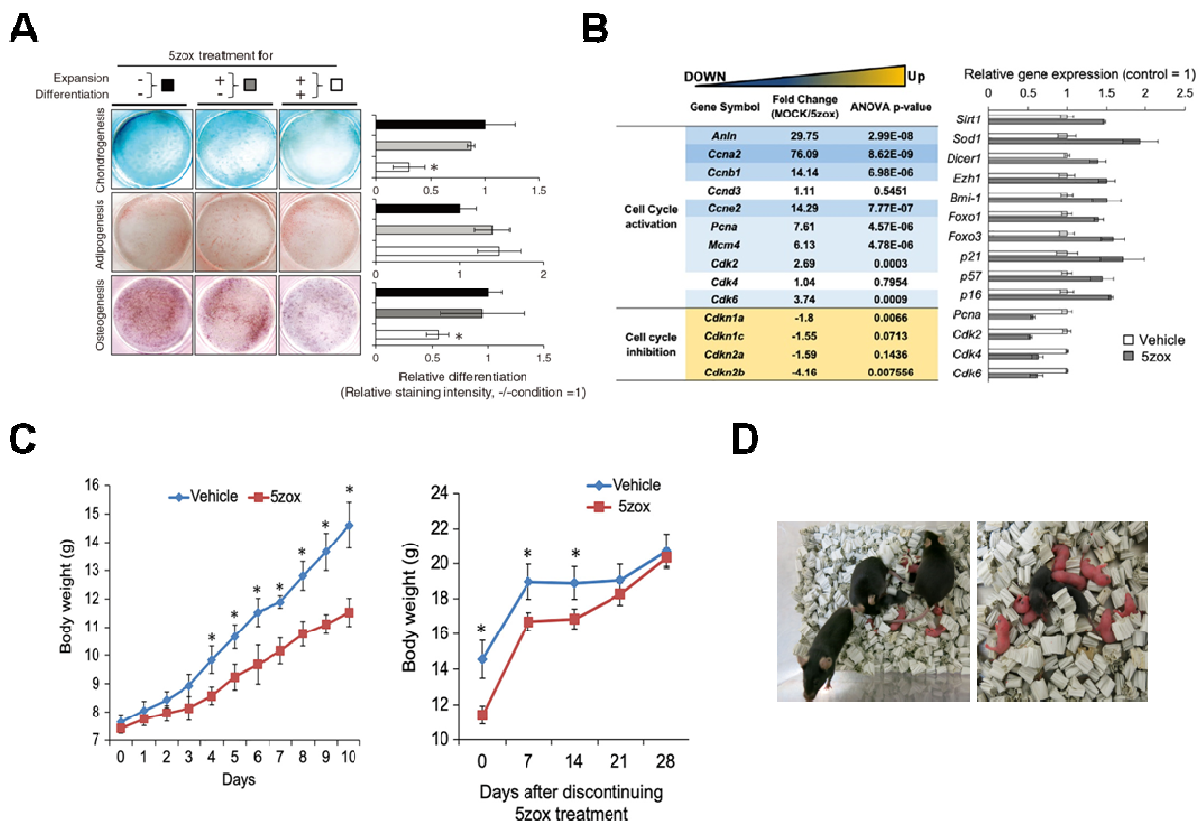 A
5zox treatment for
Expansion - + +
Differentiation - - +
Chondrogenesis
*
0 0.5 1 1.5
Adipogenesis
0 1 2
Osteogenesis
*
0 0.5 1 1.5
Relative differentiation
(Relative staining intensity, -/-condition =1)
B
DOWN Up
Gene Symbol Fold Change (MOCK/5zox) ANOVA p-value
Cell Cycle activation
Anln 29.75 2.99E-08
Ccna2 76.09 8.62E-09
Ccnb1 14.14 6.98E-06
Ccnd3 1.11 0.5451
Ccne2 14.29 7.77E-07
Pcna 7.61 4.57E-06
Mcm4 6.13 4.78E-06
Cdk2 2.69 0.0003
Cdk4 1.04 0.7954
Cdk6 3.74 0.0009
Cell cycle inhibition
Cdkn1a -1.8 0.0066
Cdkn1c -1.55 0.0713
Cdkn2a -1.59 0.1436
Cdkn2b -4.16 0.007556
Relative gene expression (control = 1)
0 0.5 1 1.5 2 2.5
Sirt1
Sod1
Dicer1
Ezh1
Bmi-1
Foxo1
Foxo3
p21
p57
p16
Pcna
Cdk2
Cdk4
Cdk6
Vehicle
5zox
C
Body weight (g)
16
15
14
13
12
11
10
9
8
7
Vehicle 5zox
* * * * * * *
0 1 2 3 4 5 6 7 8 9 10
Days
Body weight (g)
24
22
20
18
16
14
12
10
Vehicle
5zox
* * *
0 7 14 21 28
Days after discontinuing
5zox treatment
D